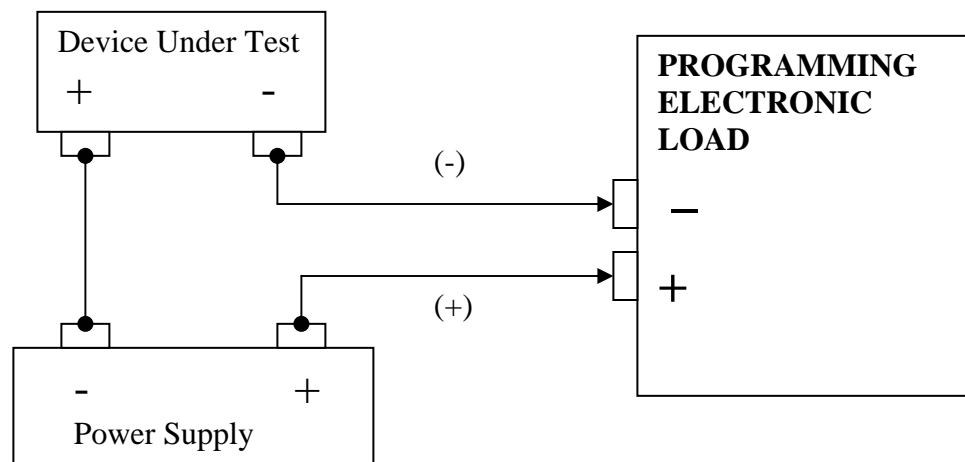 Device Under Test
+ -
PROGRAMMING
ELECTRONIC
LOAD
(-)
−
+
(+)
- +
Power Supply